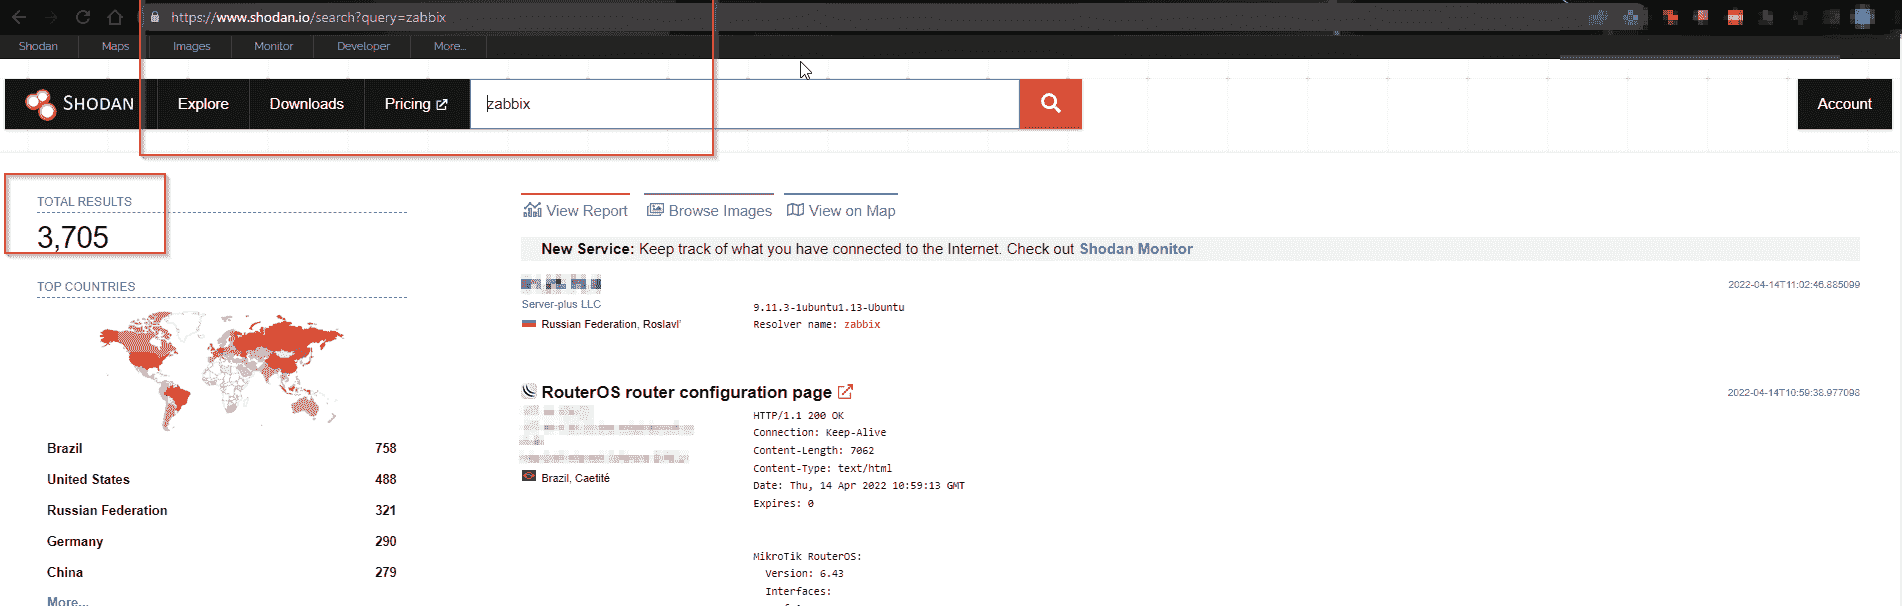 https://www.shodan.io/search?query=zabbix
Shodan Maps Images Monitor Developer More...
SHODAN Explore Downloads Pricing zabbix Account
TOTAL RESULTS
3,705
TOP COUNTRIES
Brazil 758
United States 488
Russian Federation 321
Germany 290
China 279
More...
View Report Browse Images View on Map
New Service: Keep track of what you have connected to the Internet. Check out Shodan Monitor
2022-04-14T11:02:46.885099
Server-plus LLC
Russian Federation, Roslavl'
9.11.3-1ubuntu1.13-Ubuntu
Resolver name: zabbix
RouterOS router configuration page
2022-04-14T10:59:38.977098
Brazil, Caetité
HTTP/1.1 200 OK
Connection: Keep-Alive
Content-Length: 7062
Content-Type: text/html
Date: Thu, 14 Apr 2022 10:59:13 GMT
Expires: 0
MikroTik RouterOS:
Version: 6.43
Interfaces: